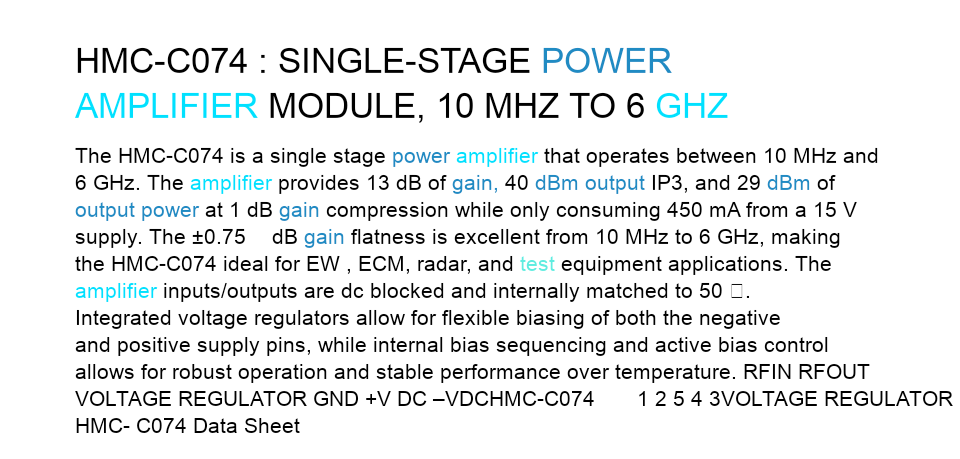 HMC-C074 : SINGLE-STAGE POWER
AMPLIFIER MODULE, 10 MHZ TO 6 GHZ
The HMC-C074 is a single stage power amplifier that operates between 10 MHz and
6 GHz. The amplifier provides 13 dB of gain, 40 dBm output IP3, and 29 dBm of
output power at 1 dB gain compression while only consuming 450 mA from a 15 V
supply. The ±0.75 dB gain flatness is excellent from 10 MHz to 6 GHz, making
the HMC-C074 ideal for EW , ECM, radar, and test equipment applications. The
amplifier inputs/outputs are dc blocked and internally matched to 50 .
Integrated voltage regulators allow for flexible biasing of both the negative
and positive supply pins, while internal bias sequencing and active bias control
allows for robust operation and stable performance over temperature. RFIN RFOUT
VOLTAGE REGULATOR GND +V DC –VDCHMC-C074 1 2 5 4 3VOLTAGE REGULATOR
HMC- C074 Data Sheet